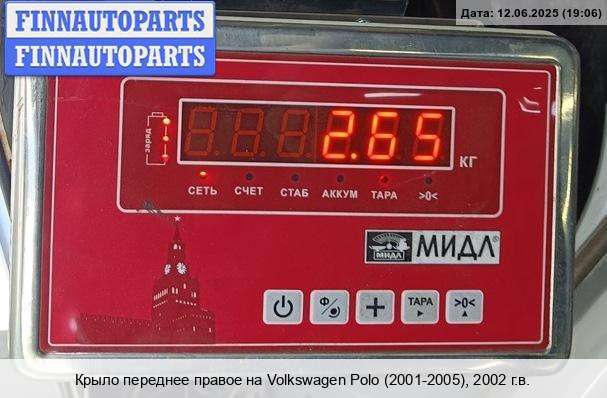 Дата: 12.06.2025 (19:06)
FINNAUTOPARTS
FINNAUTOPARTS
заряд
2.65
КГ
СЕТЬ СЧЕТ СТАБ АККУМ ТАРА >0<
МИДЛ МИДЛ®
Ф/ + ТАРА >0<
Крыло переднее правое на Volkswagen Polo (2001-2005), 2002 г.в.